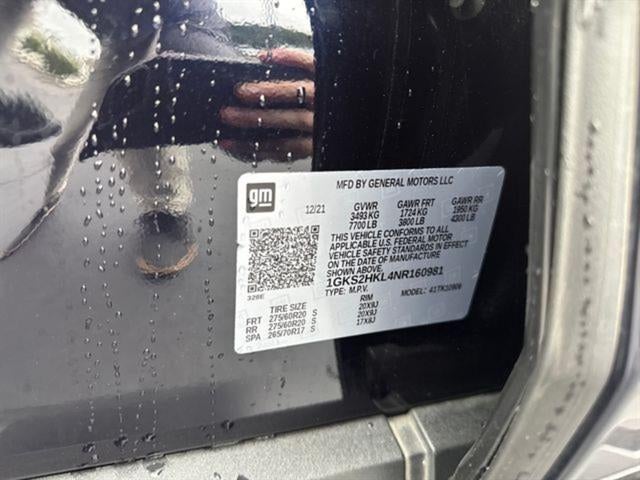 gm
MFD BY GENERAL MOTORS LLC
12/21 GVWR GAWR FRT GAWR RR
3493 KG 1724 KG 1950 KG
7700 LB 3800 LB 4300 LB
THIS VEHICLE CONFORMS TO ALL
APPLICABLE U.S. FEDERAL MOTOR
VEHICLE SAFETY STANDARDS IN EFFECT
ON THE DATE OF MANUFACTURE
SHOWN ABOVE.
1GKS2HKL4NR160981
TYPE: M.P.V. MODEL:
TIRE SIZE RIM
FRT 275/60R20 S 20X9J
RR 275/60R20 S 20X9J
SPA 265/70R17 S 17X8J